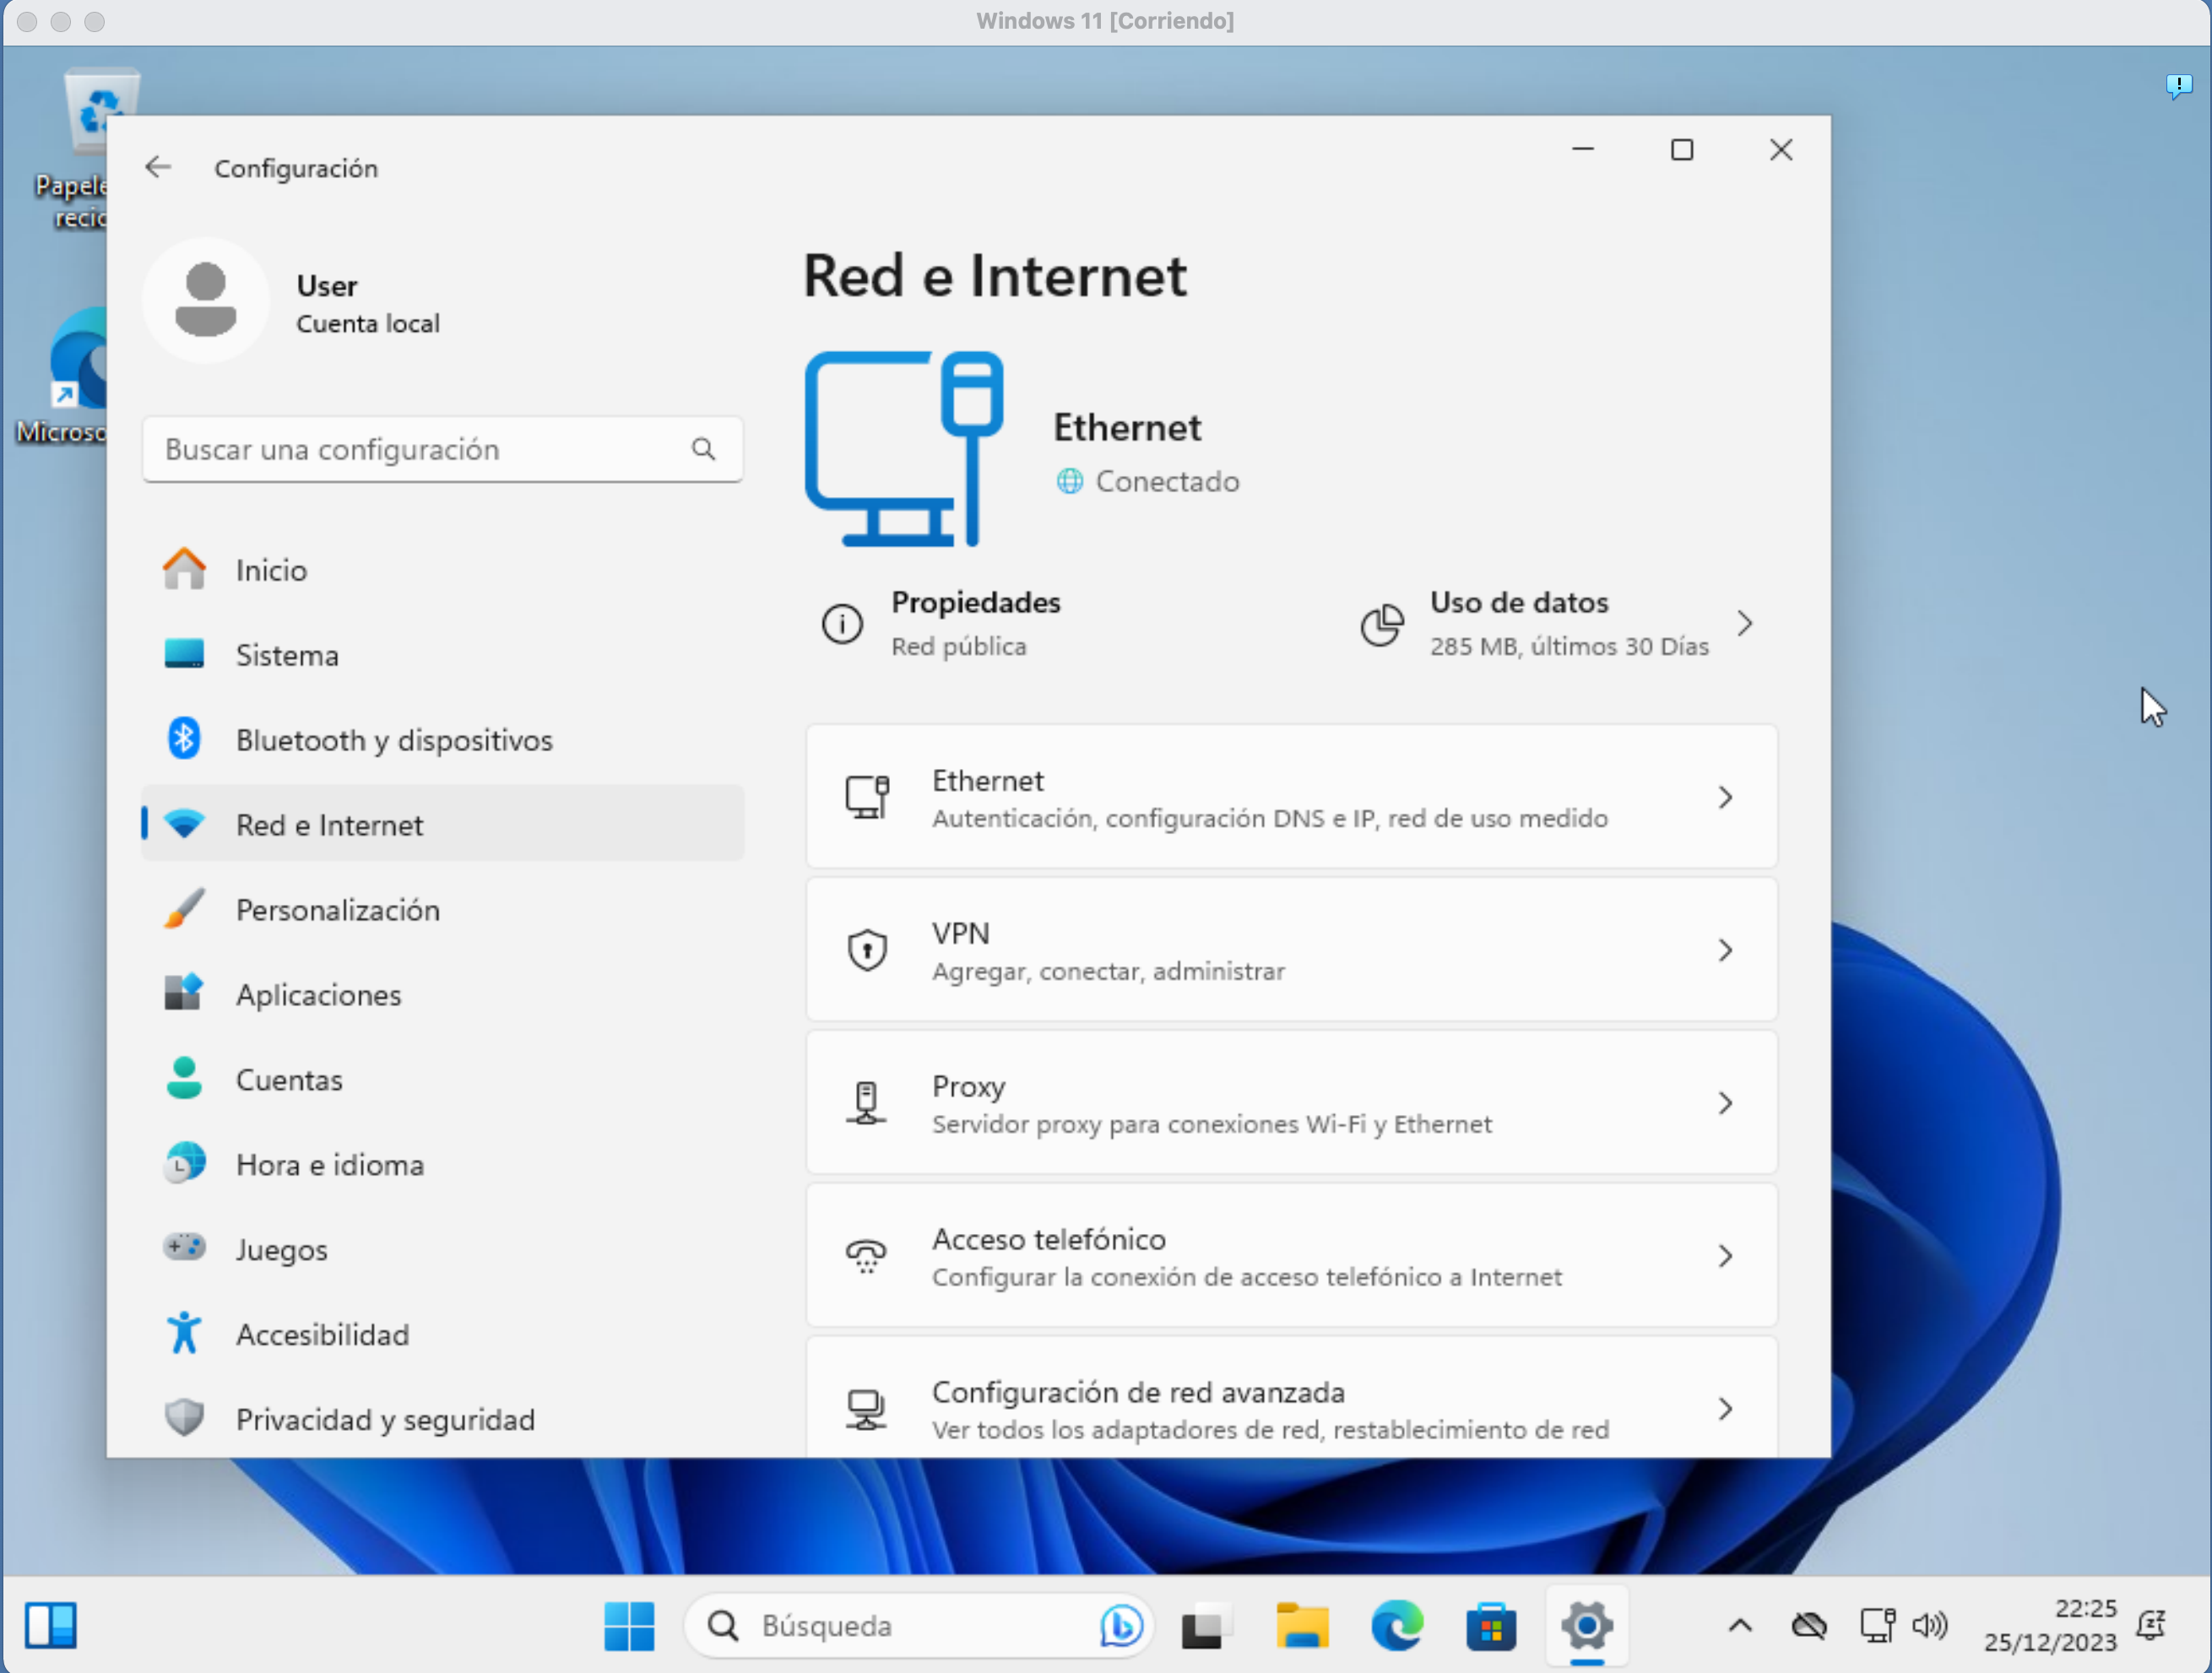 Windows 11 [Corriendo]
Configuración
User
Cuenta local
Buscar una configuración
Inicio
Sistema
Bluetooth y dispositivos
Red e Internet
Personalización
Aplicaciones
Cuentas
Hora e idioma
Juegos
Accesibilidad
Privacidad y seguridad
Red e Internet
Ethernet
Conectado
Propiedades
Red pública
Uso de datos
285 MB, últimos 30 Días
Ethernet
Autenticación, configuración DNS e IP, red de uso medido
VPN
Agregar, conectar, administrar
Proxy
Servidor proxy para conexiones Wi-Fi y Ethernet
Acceso telefónico
Configurar la conexión de acceso telefónico a Internet
Configuración de red avanzada
Ver todos los adaptadores de red, restablecimiento de red
Búsqueda
22:25
25/12/2023